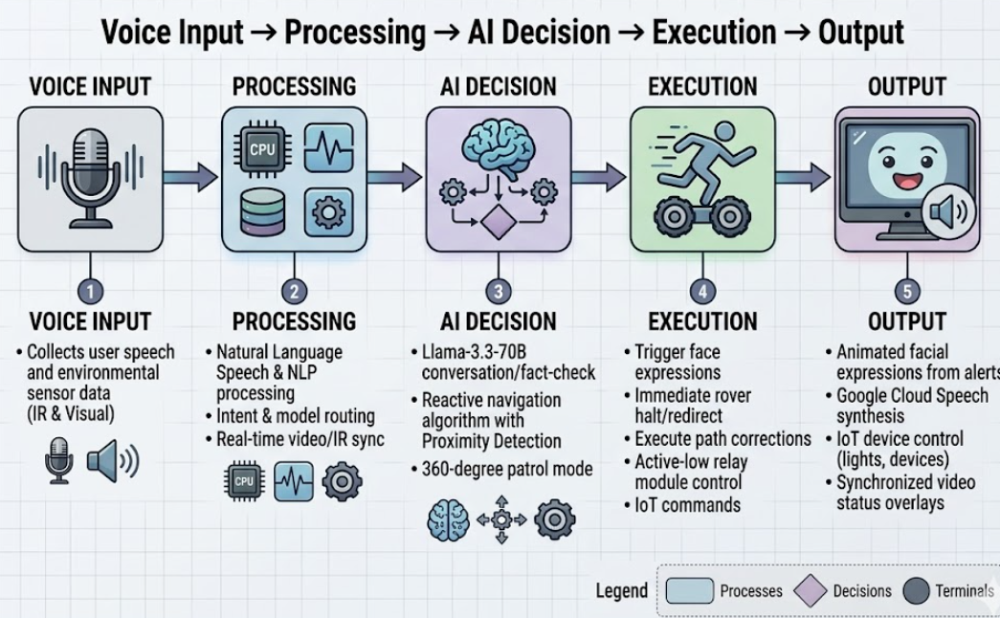 Voice Input → Processing → AI Decision → Execution → Output
VOICE INPUT
PROCESSING
AI DECISION
EXECUTION
OUTPUT
CPU
1
2
3
4
5
VOICE INPUT
• Collects user speech
and environmental
sensor data
(IR & Visual)
PROCESSING
• Natural Language
Speech & NLP
processing
• Intent & model routing
• Real-time video/IR sync
CPU
AI DECISION
• Llama-3.3-70B
conversation/fact-check
• Reactive navigation
algorithm with
Proximity Detection
• 360-degree patrol mode
EXECUTION
• Trigger face
expressions
• Immediate rover
halt/redirect
• Execute path corrections
• Active-low relay
module control
• IoT commands
OUTPUT
• Animated facial
expressions from alerts
• Google Cloud Speech
synthesis
• IoT device control
(lights, devices)
• Synchronized video
status overlays
Legend
Processes
Decisions
Terminals